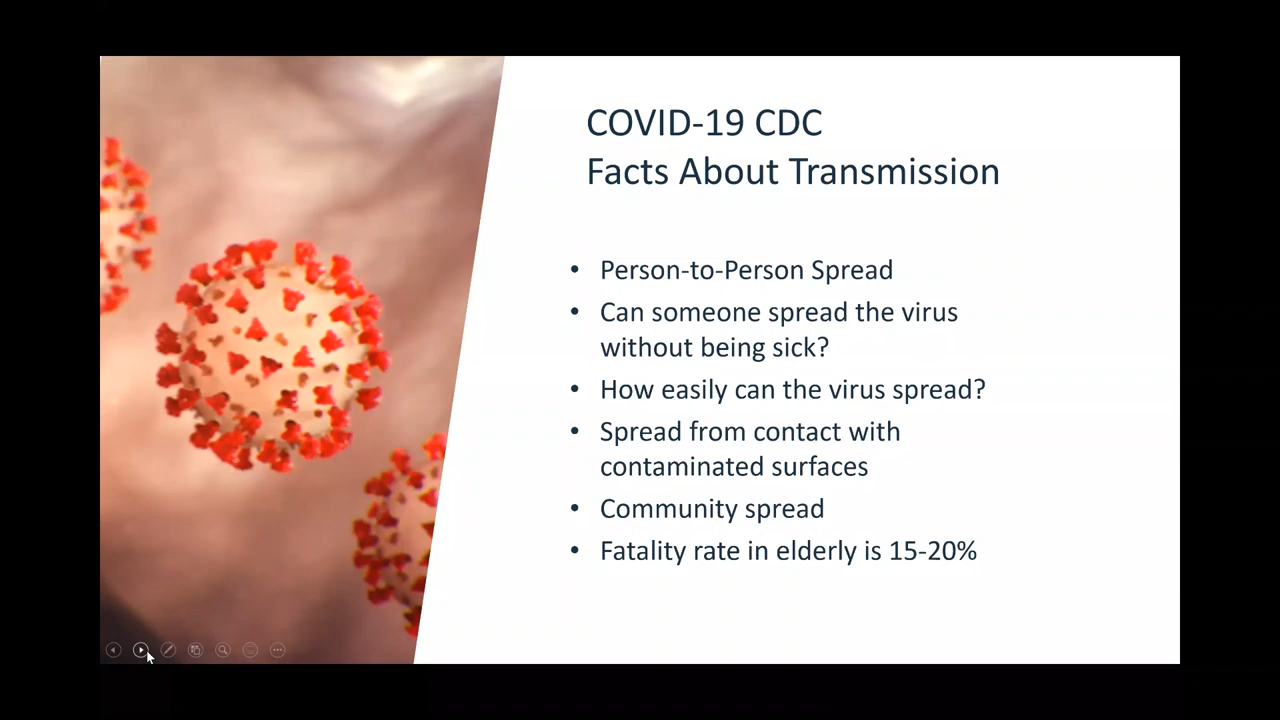 COVID-19 CDC
Facts About Transmission
• Person-to-Person Spread
• Can someone spread the virus
without being sick?
• How easily can the virus spread?
• Spread from contact with
contaminated surfaces
• Community spread
• Fatality rate in elderly is 15-20%